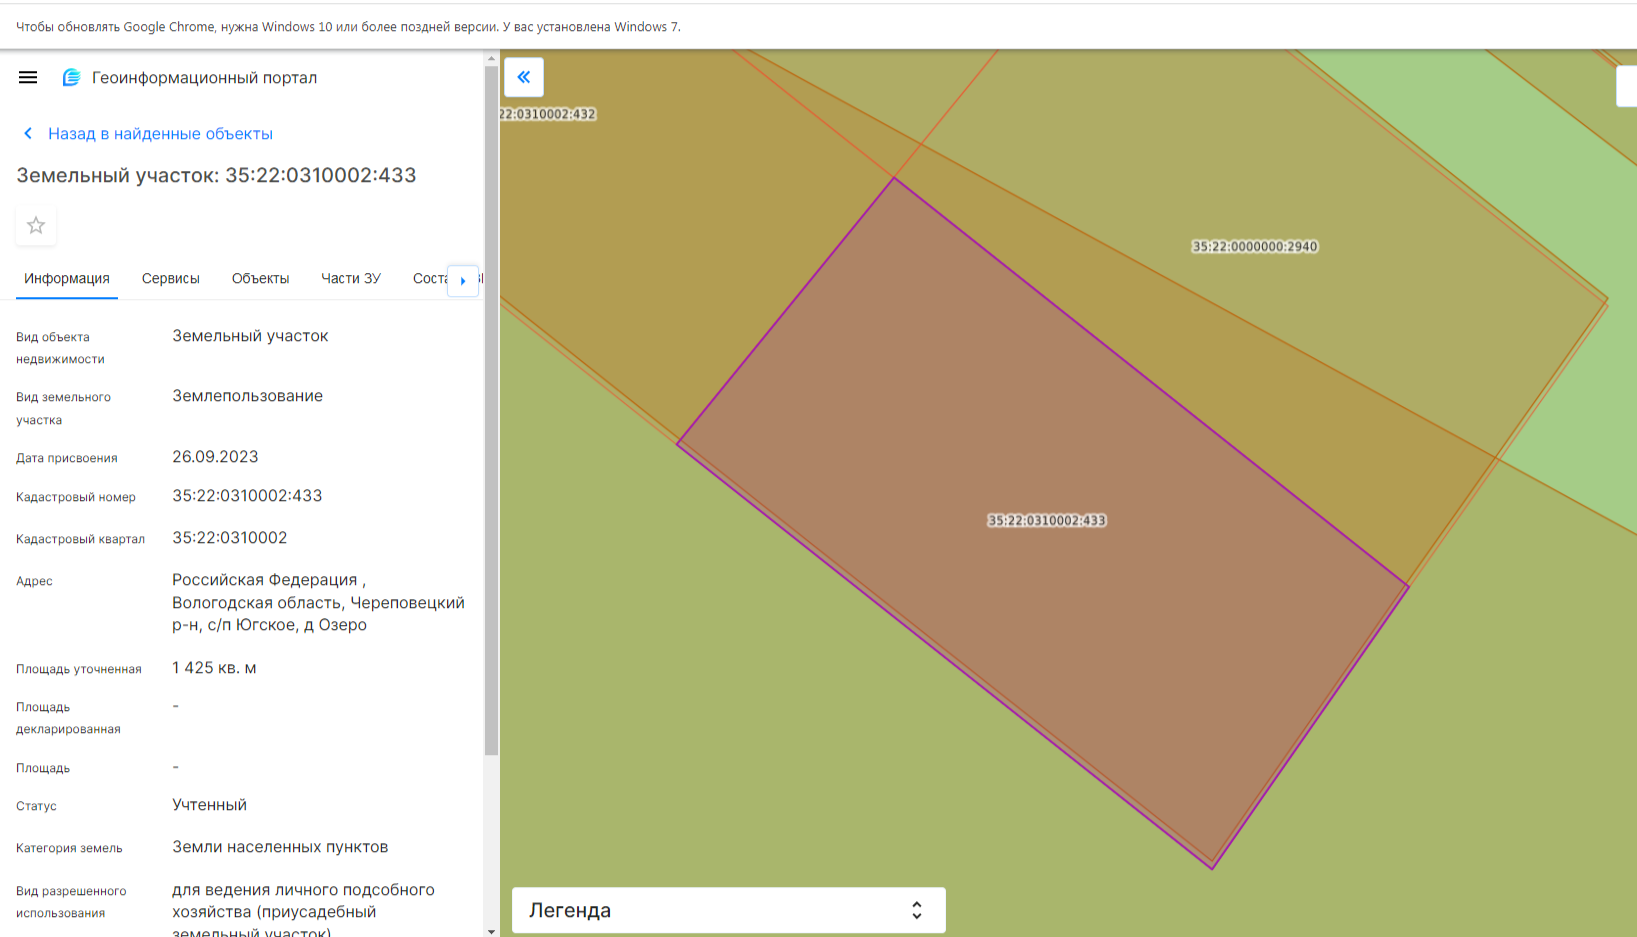 Чтобы обновлять Google Chrome, нужна Windows 10 или более поздней версии. У вас установлена Windows 7.
Геоинформационный портал
Назад в найденные объекты
Земельный участок: 35:22:0310002:433
Информация Сервисы Объекты Части ЗУ
Вид объекта недвижимости
Земельный участок
Вид земельного участка
Землепользование
Дата присвоения
26.09.2023
Кадастровый номер
35:22:0310002:433
Кадастровый квартал
35:22:0310002
Адрес
Российская Федерация ,
Вологодская область, Череповецкий
р-н, с/п Югское, д Озеро
Площадь уточненная
1 425 кв. м
Площадь декларированная
-
Площадь
-
Статус
Учтенный
Категория земель
Земли населенных пунктов
Вид разрешенного использования
для ведения личного подсобного
хозяйства (приусадебный
земельный участок)
22:0310002:432
35:22:0000000:2940
35:22:0310002:433
Легенда